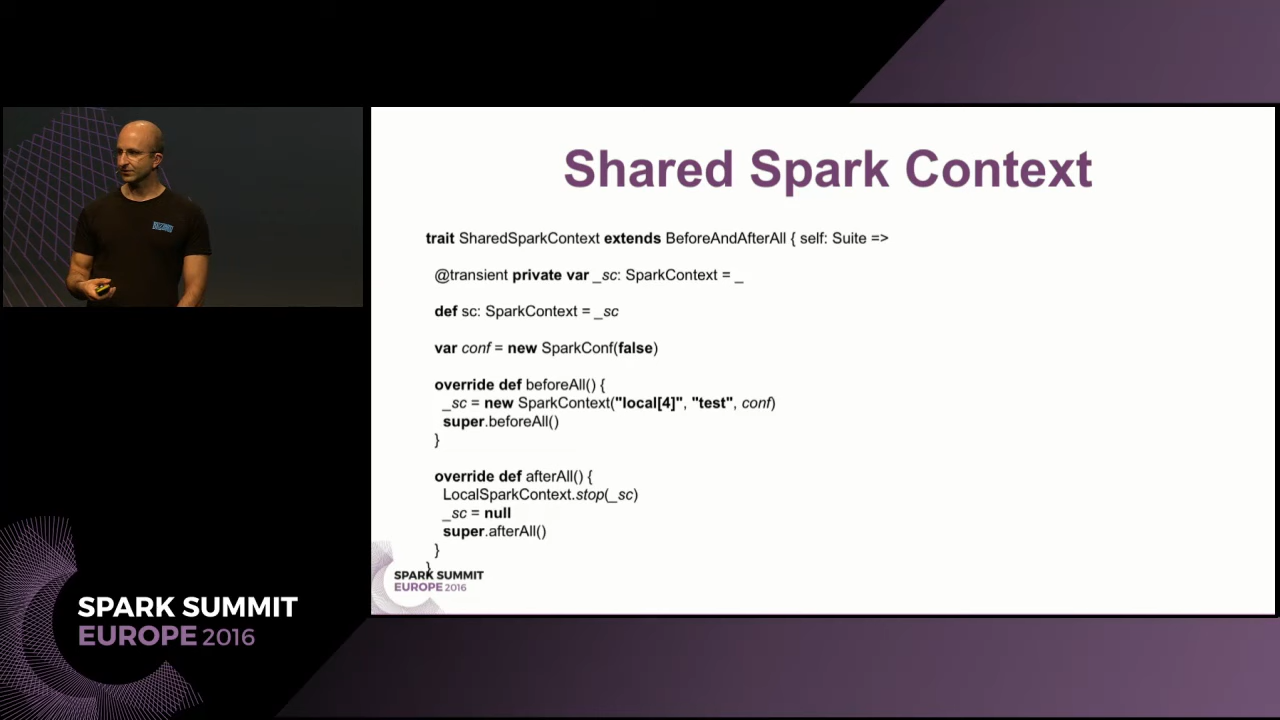 Shared Spark Context
trait SharedSparkContext extends BeforeAndAfterAll { self: Suite =>
@transient private var _sc: SparkContext = _
def sc: SparkContext = _sc
var conf = new SparkConf(false)
override def beforeAll() {
_sc = new SparkContext("local[4]", "test", conf)
super.beforeAll()
}
override def afterAll() {
LocalSparkContext.stop(_sc)
_sc = null
super.afterAll()
}
}
SPARK SUMMIT
EUROPE 2016
BLIZZARD
SPARK SUMMIT
EUROPE 2016